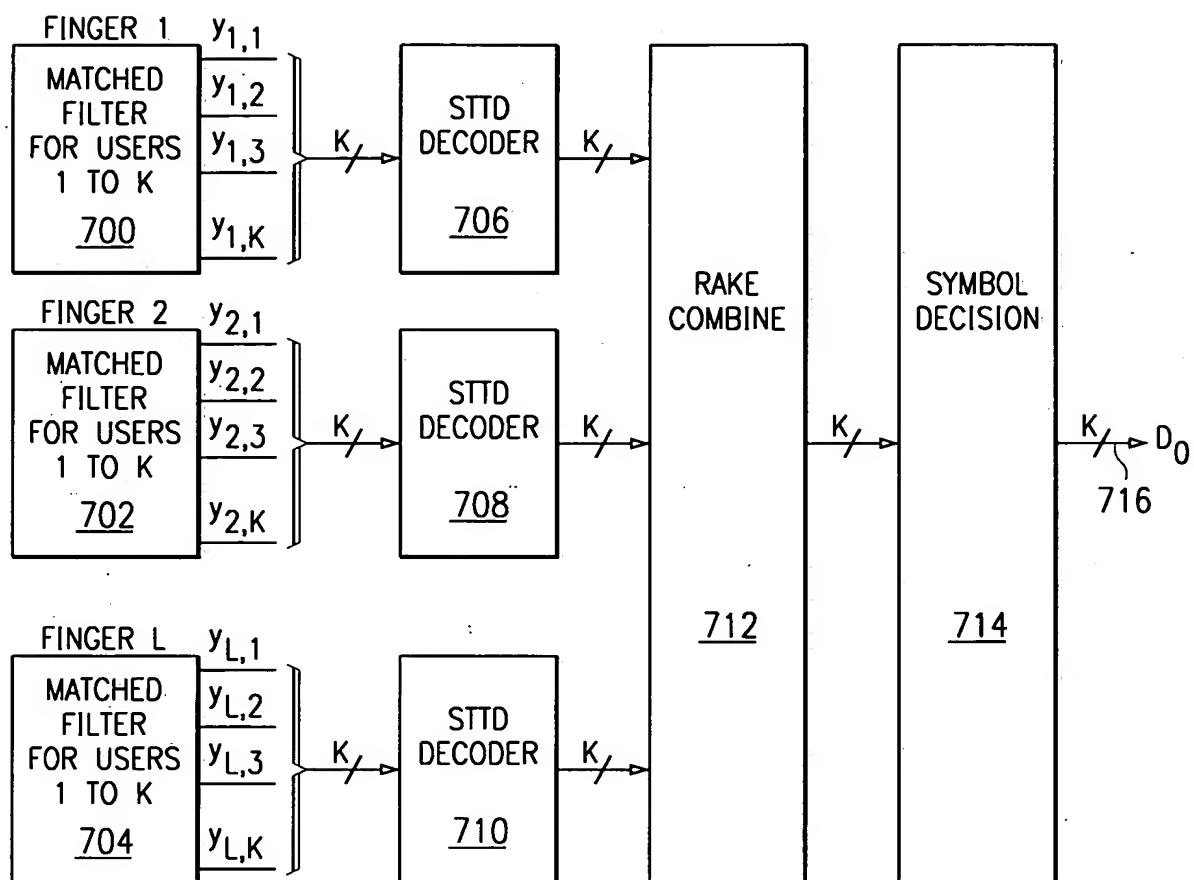 FINGER 1
MATCHED
FILTER
FOR USERS
1 TO K
700
y1,1
y1,2
y1,3
y1,K
K
STTD
DECODER
706
K
FINGER 2
MATCHED
FILTER
FOR USERS
1 TO K
702
y2,1
y2,2
y2,3
y2,K
K
STTD
DECODER
708
K
FINGER L
MATCHED
FILTER
FOR USERS
1 TO K
704
yL,1
yL,2
yL,3
yL,K
K
STTD
DECODER
710
K
RAKE
COMBINE
712
K
SYMBOL
DECISION
714
K
D0
716